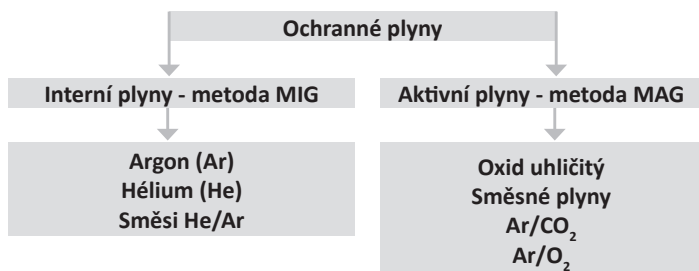 Ochranné plyny
Interní plyny - metoda MIG
Argon (Ar)
Hélium (He)
Směsi He/Ar
Aktivní plyny - metoda MAG
Oxid uhličitý
Směsné plyny
Ar/CO₂
Ar/O₂